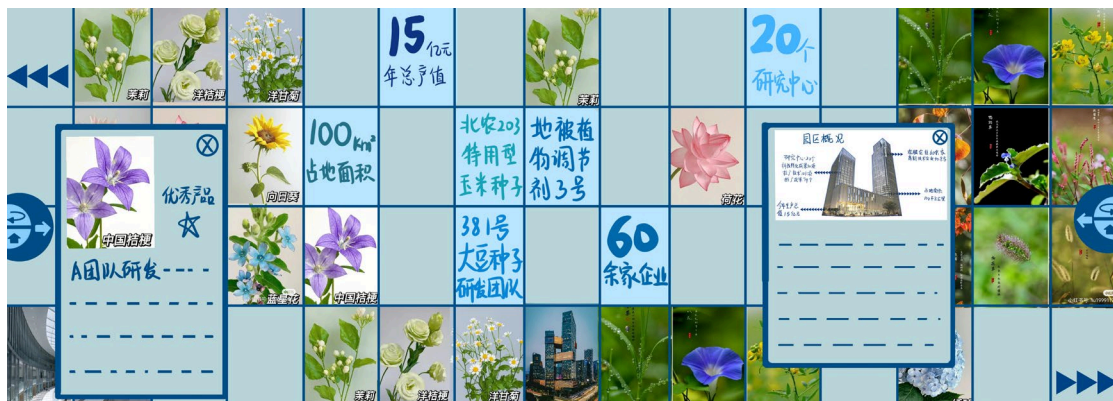 15亿元
年总产值
20个
研究中心
茉莉
洋桔梗
洋甘菊
茉莉
100Km²
占地面积
北农203
特用型
玉米种子
地被植
物调节
剂3号
向日葵
荷花
优秀产品
中国桔梗
A团队研发
园区概况
381号
大豆种子
研发团队
60
余家企业
蓝星花
中国桔梗
茉莉
洋桔梗
洋甘菊